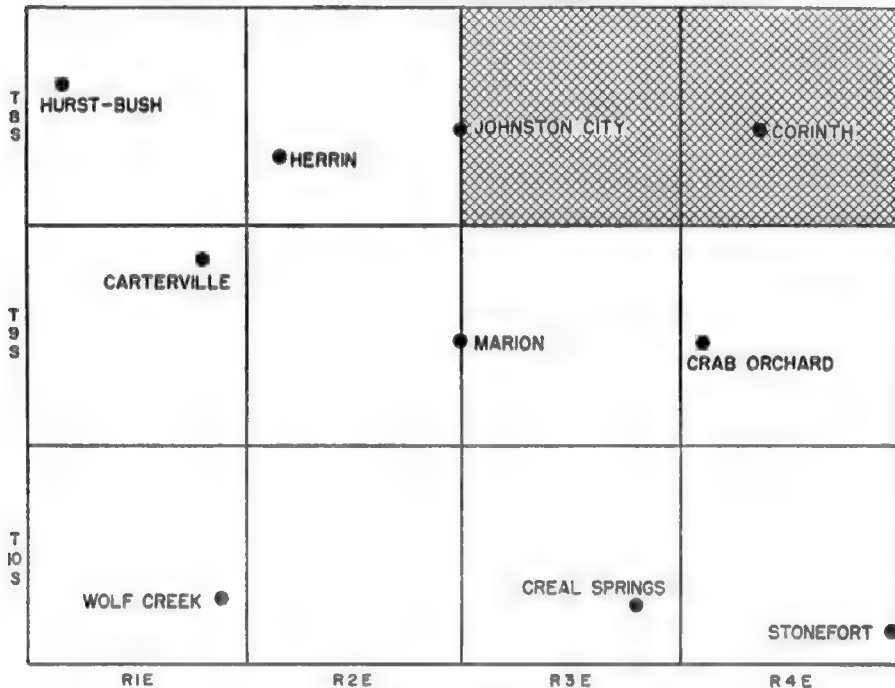 T
8
S
HURST-BUSH
HERRIN
JOHNSTON CITY
CORINTH
T
9
S
CARTERVILLE
MARION
CRAB ORCHARD
T
10
S
WOLF CREEK
CREAL SPRINGS
STONEFORT
R1E
R2E
R3E
R4E